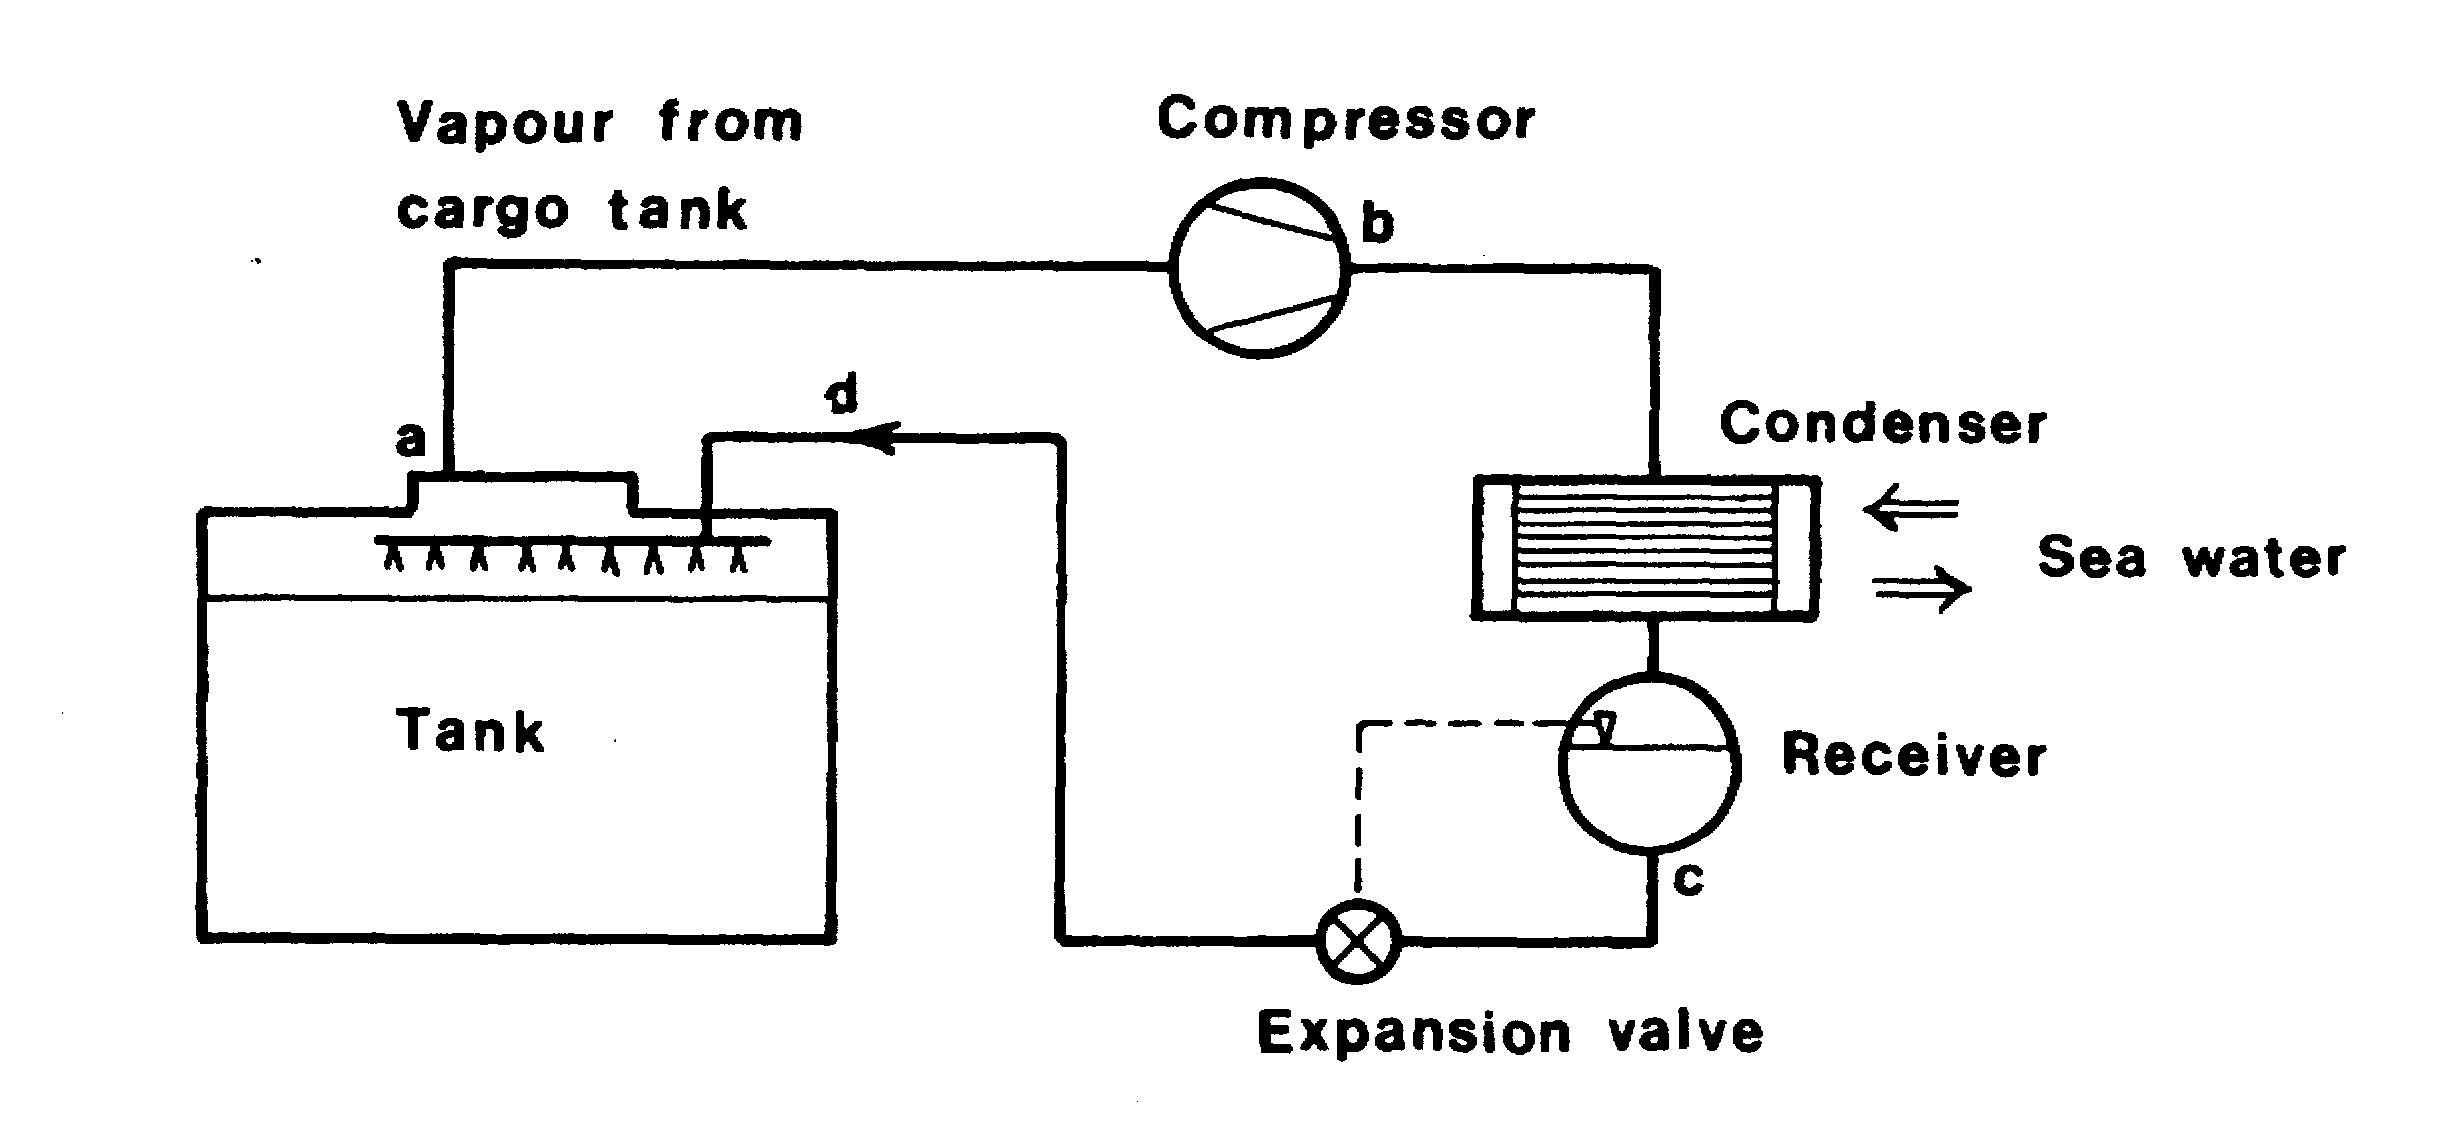 Vapour from
cargo tank
Compressor
b
d
a
Condenser
Sea water
Tank
Receiver
c
Expansion valve